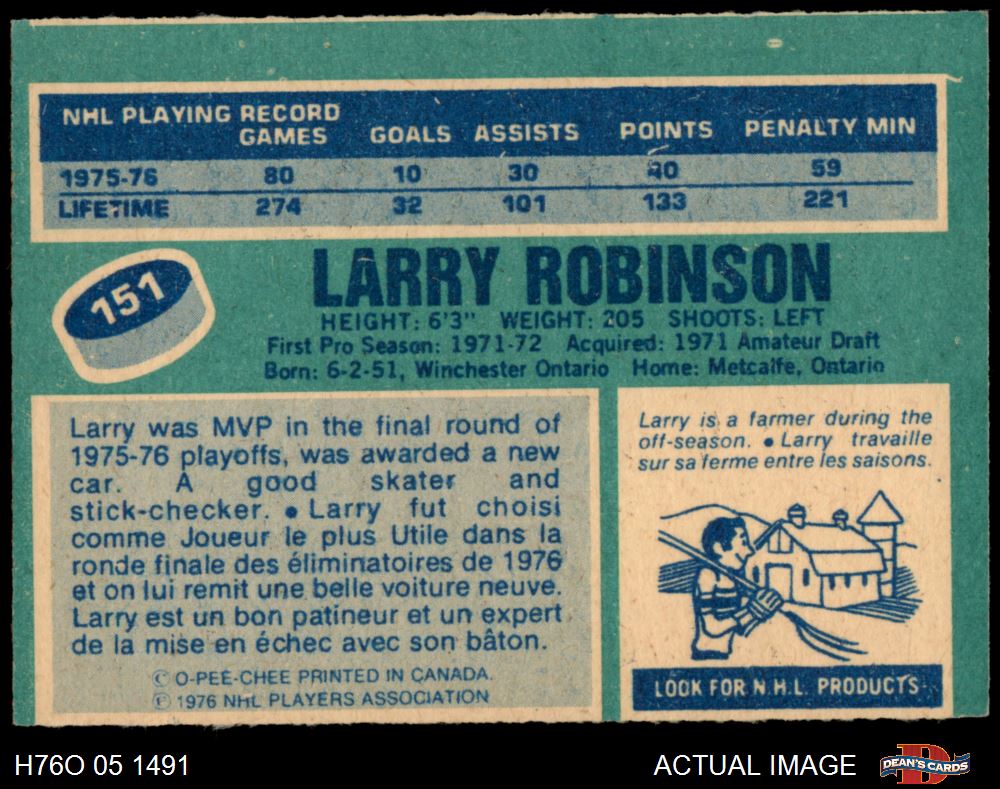 NHL PLAYING RECORD
GAMES GOALS ASSISTS POINTS PENALTY MIN
1975-76 80 10 30 40 59
LIFETIME 274 32 101 133 221
151
LARRY ROBINSON
HEIGHT: 6'3" WEIGHT: 205 SHOOTS: LEFT
First Pro Season: 1971-72 Acquired: 1971 Amateur Draft
Born: 6-2-51, Winchester Ontario Home: Metcalfe, Ontario
Larry was MVP in the final round of
1975-76 playoffs, was awarded a new
car. A good skater and
stick-checker. ● Larry fut choisi
comme Joueur le plus Utile dans la
ronde finale des éliminatoires de 1976
et on lui remit une belle voiture neuve.
Larry est un bon patineur et un expert
de la mise en échec avec son bâton.
© O-PEE-CHEE PRINTED IN CANADA.
℗ 1976 NHL PLAYERS ASSOCIATION
Larry is a farmer during the
off-season. ● Larry travaille
sur sa ferme entre les saisons.
LOOK FOR N.H.L. PRODUCTS
H76O 05 1491 ACTUAL IMAGE
D
DEAN'S CARDS